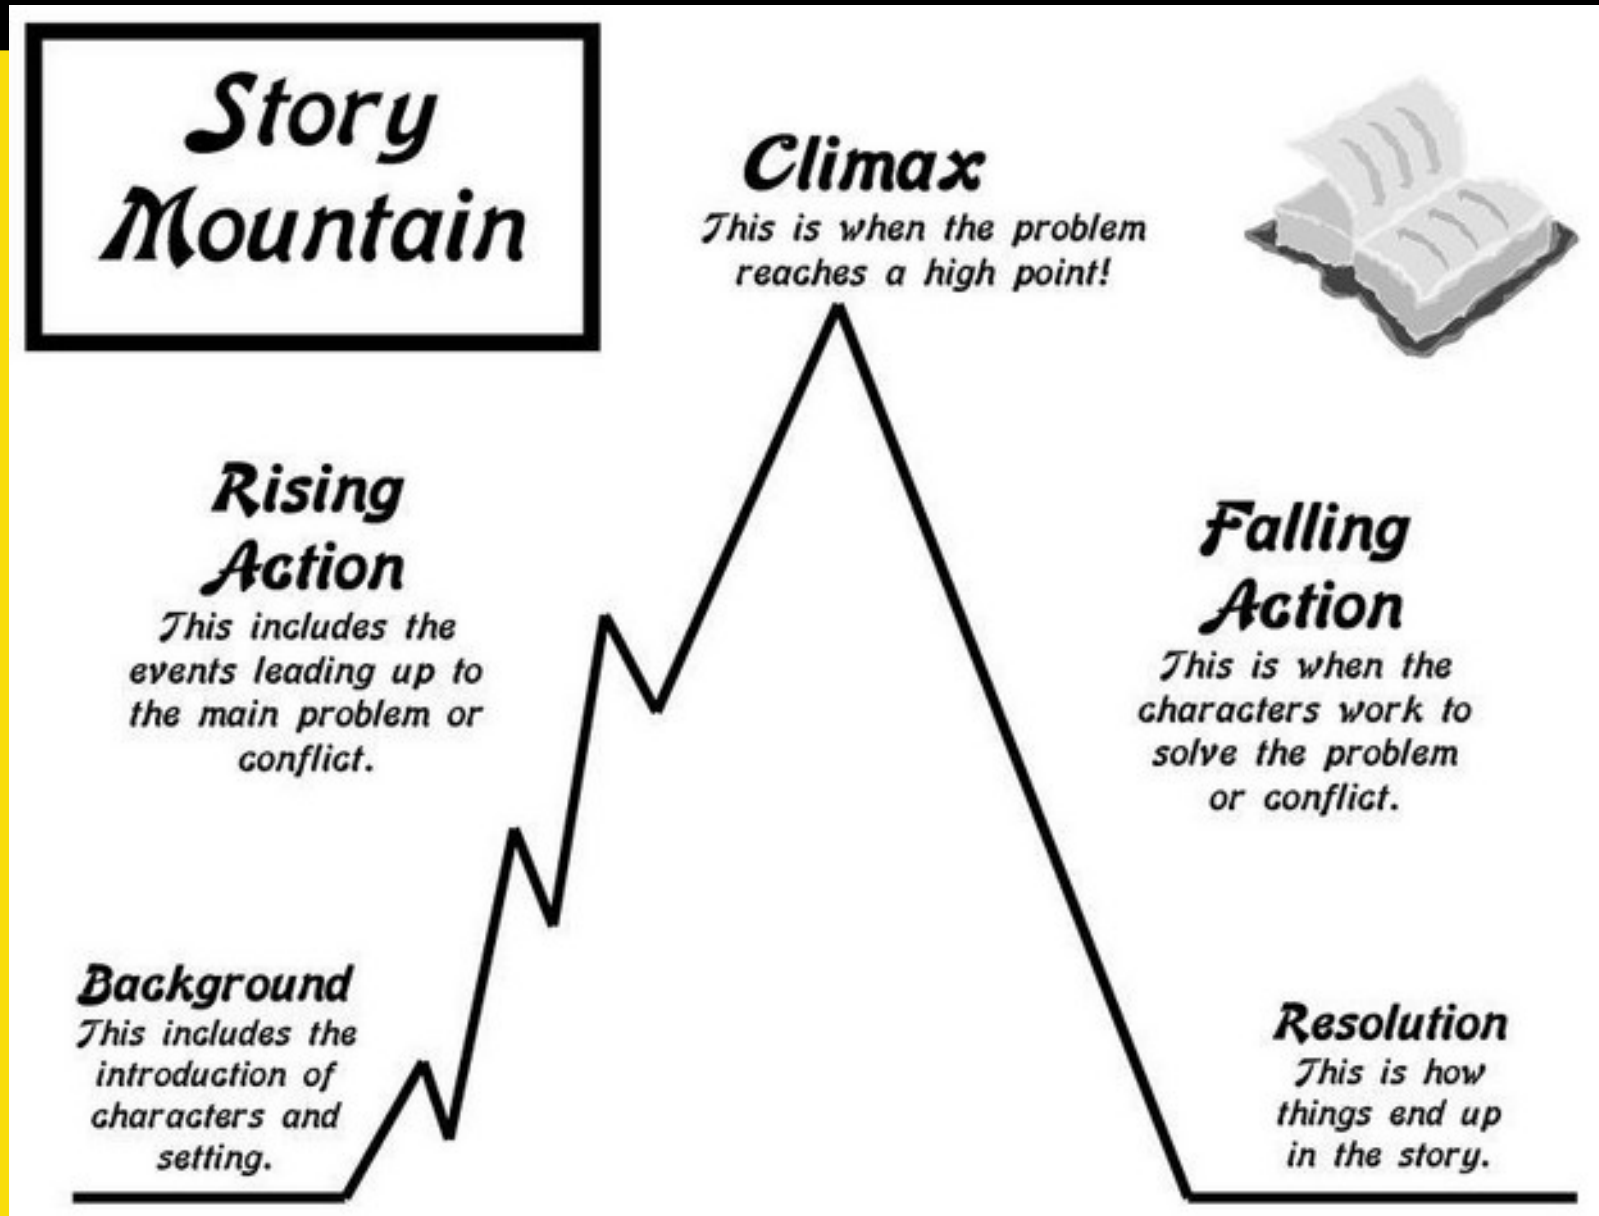 Story
Mountain
Climax
This is when the problem
reaches a high point!
Rising
Action
This includes the
events leading up to
the main problem or
conflict.
Falling
Action
This is when the
characters work to
solve the problem
or conflict.
Background
This includes the
introduction of
characters and
setting.
Resolution
This is how
things end up
in the story.